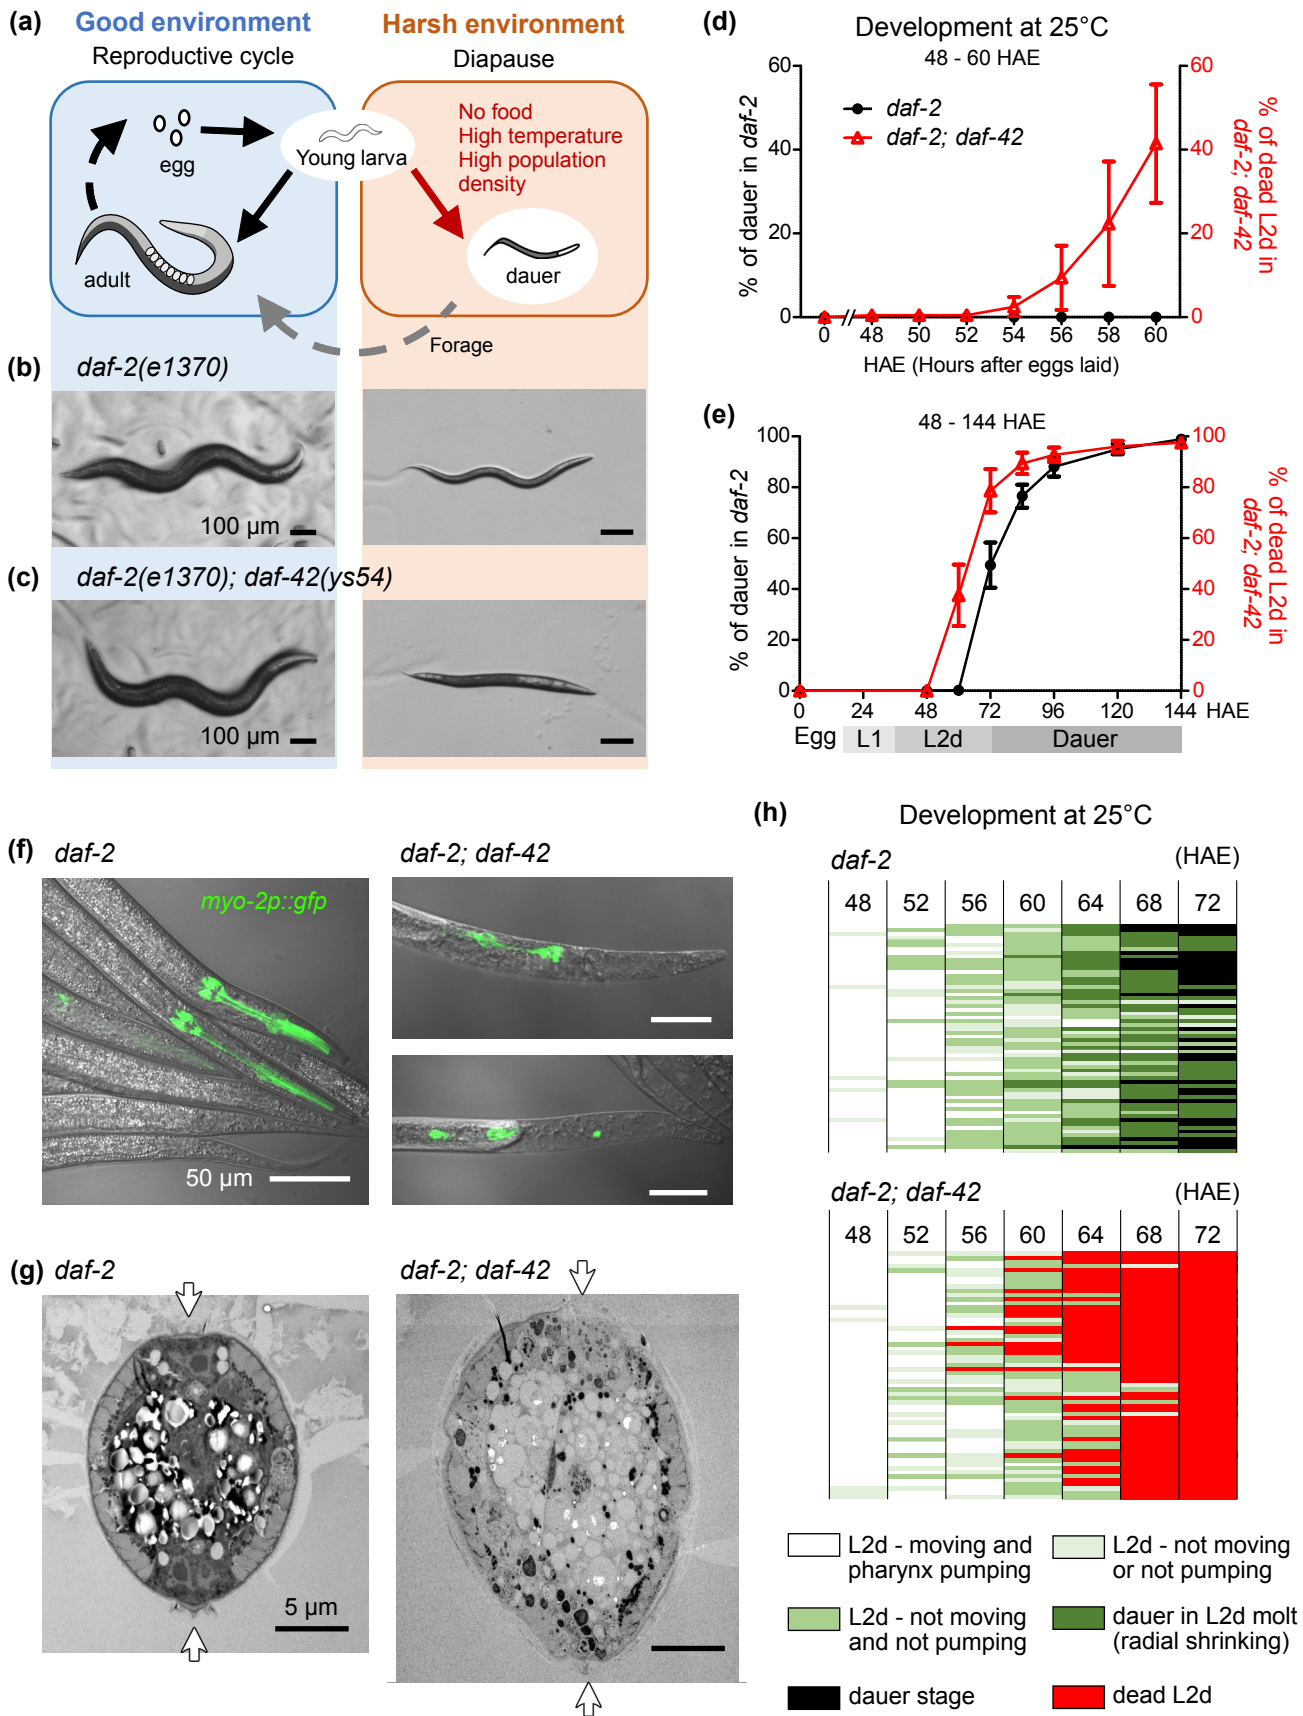 (a)
Good environment
Reproductive cycle
Harsh environment
Diapause
egg
Young larva
adult
No food
High temperature
High population
density
dauer
Forage
(b)
daf-2(e1370)
100 µm
(c)
daf-2(e1370); daf-42(ys54)
100 µm
(d)
Development at 25°C
48 - 60 HAE
% of dauer in daf-2
60
40
20
0
daf-2
daf-2; daf-42
60
40
20
0
% of dead L2d in
daf-2; daf-42
0 48 50 52 54 56 58 60
HAE (Hours after eggs laid)
(e)
48 - 144 HAE
% of dauer in daf-2
100
80
60
40
20
0
100
80
60
40
20
0
% of dead L2d in
daf-2; daf-42
0 24 48 72 96 120 144 HAE
Egg L1 L2d Dauer
(f)
daf-2
myo-2p::gfp
50 µm
daf-2; daf-42
(g)
daf-2
5 µm
daf-2; daf-42
(h)
Development at 25°C
daf-2 (HAE)
48 52 56 60 64 68 72
daf-2; daf-42 (HAE)
48 52 56 60 64 68 72
L2d - moving and
pharynx pumping
L2d - not moving
or not pumping
L2d - not moving
and not pumping
dauer in L2d molt
(radial shrinking)
dauer stage
dead L2d